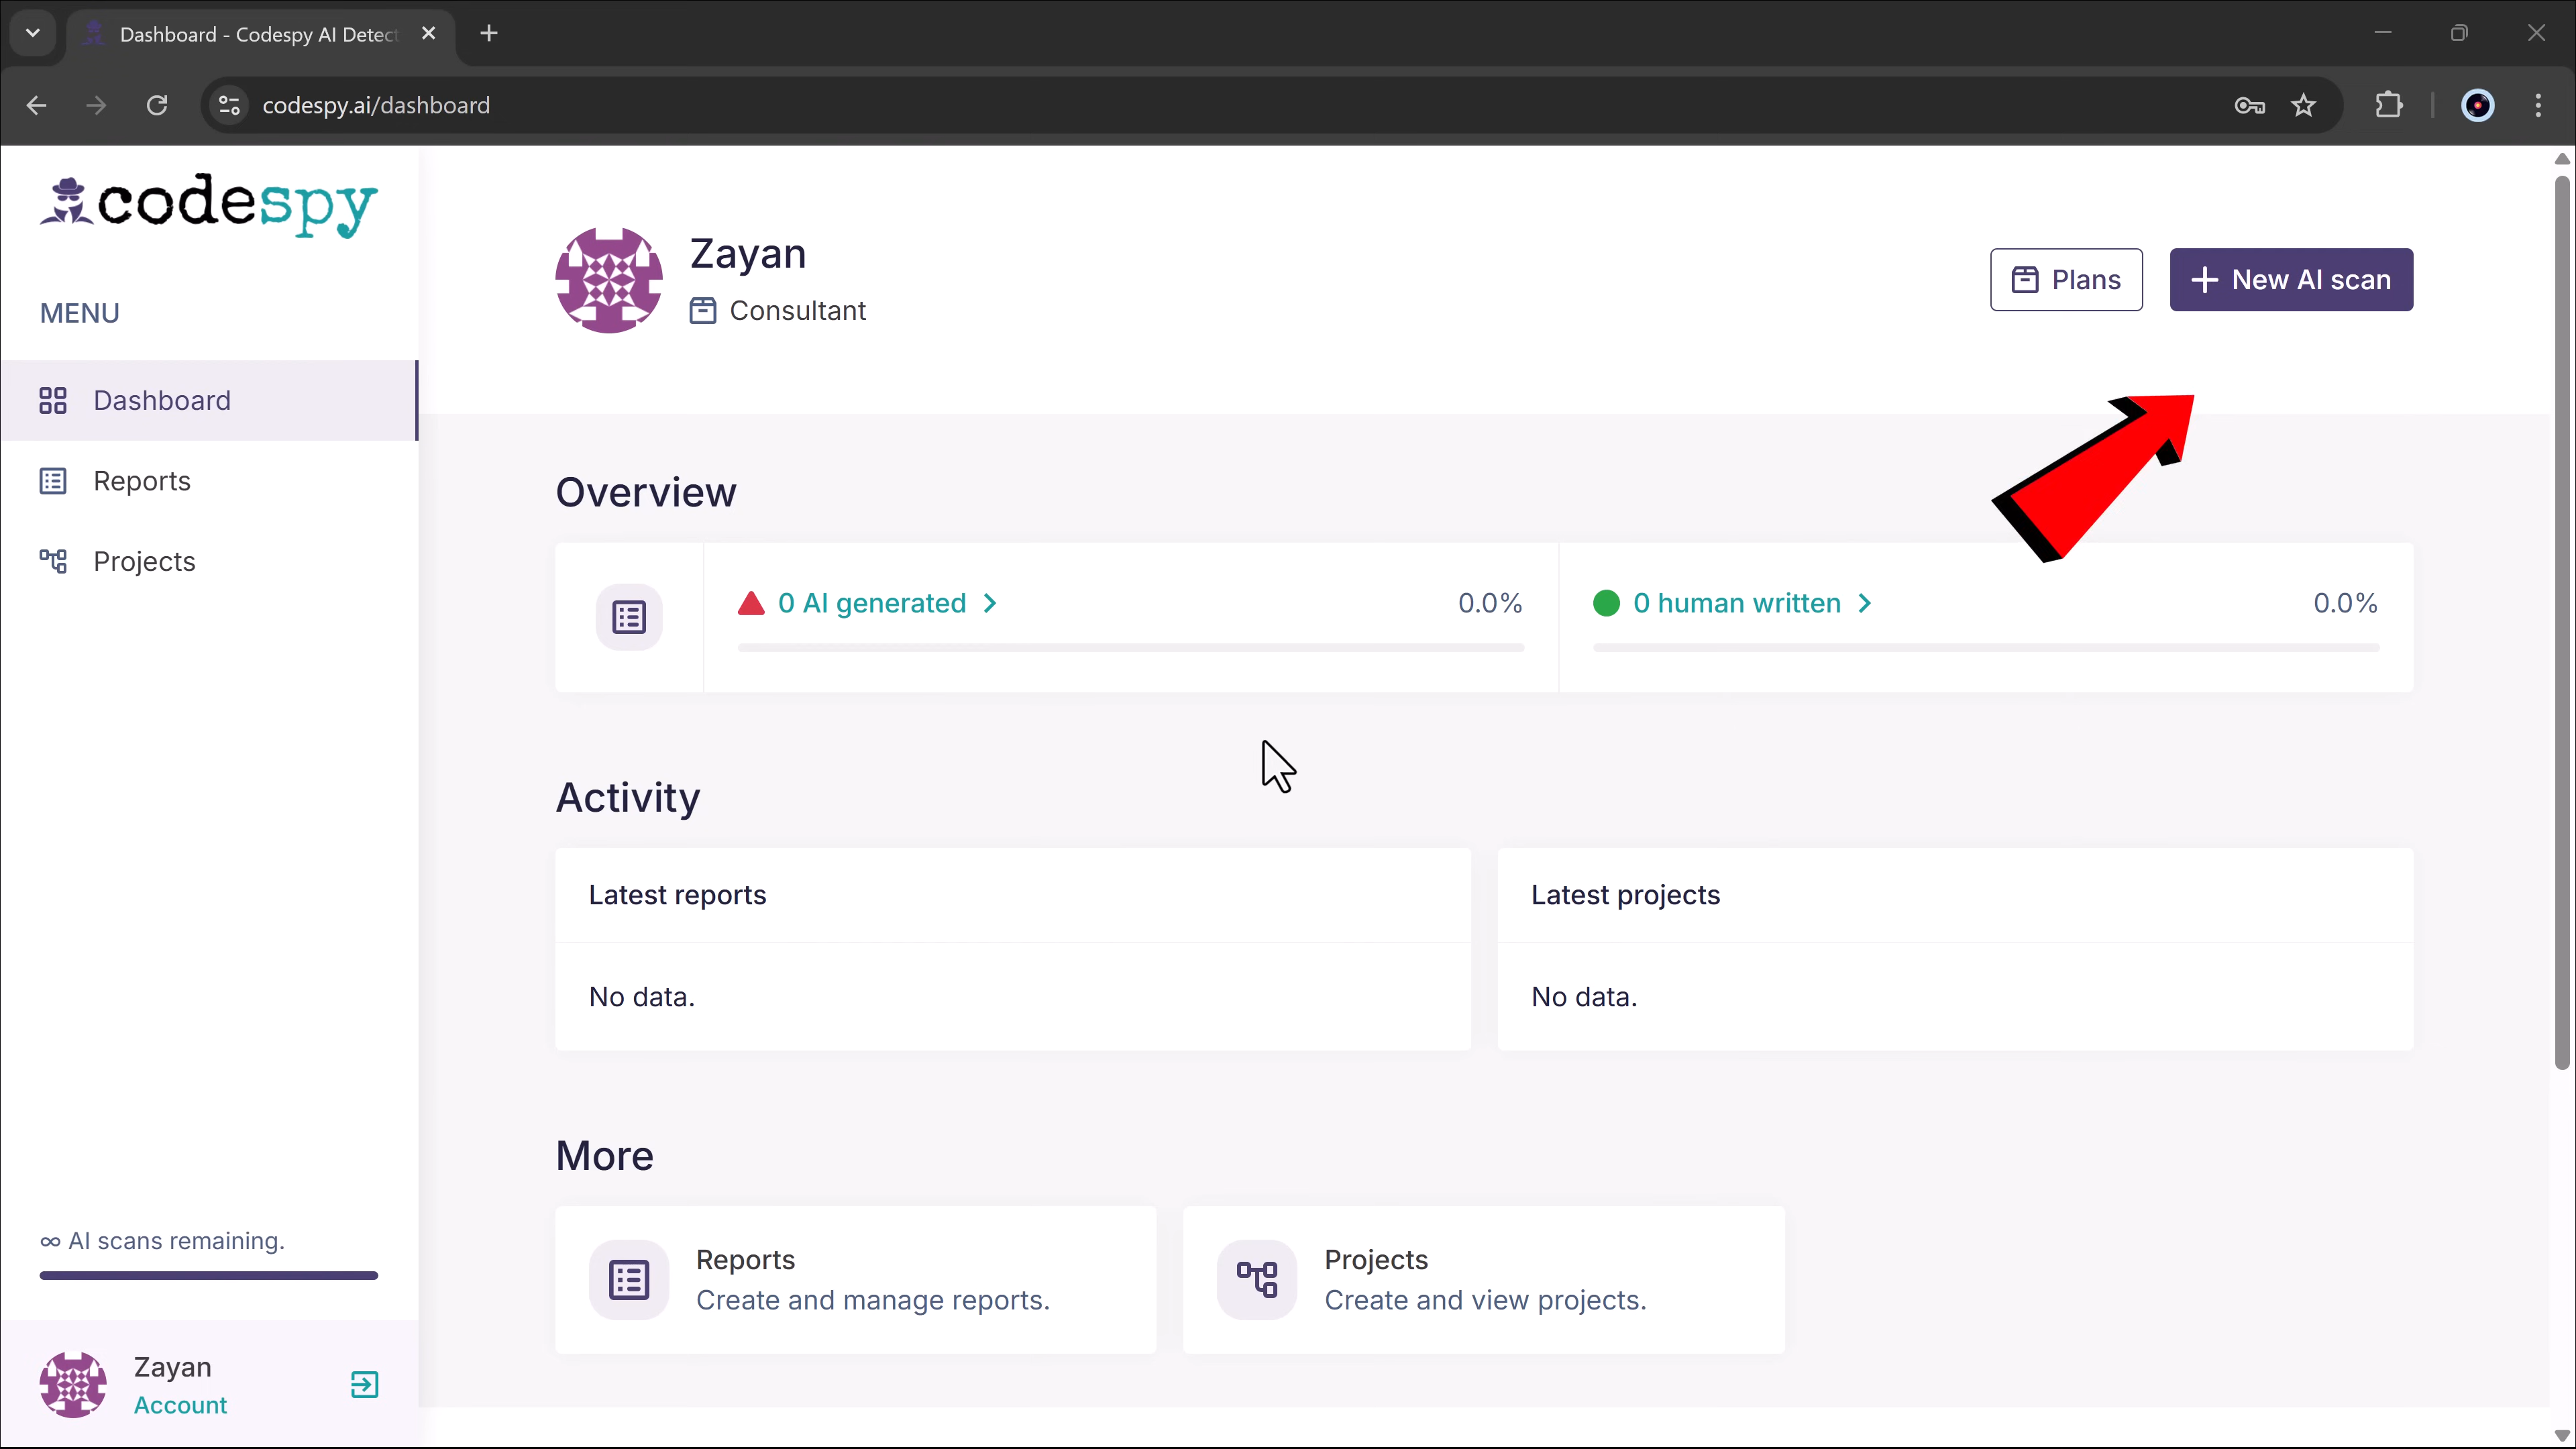 Dashboard - Codespy AI Detect
codespy.ai/dashboard
codespy
MENU
Dashboard
Reports
Projects
∞ AI scans remaining.
Zayan
Account
Zayan
Consultant
Plans
New AI scan
Overview
0 AI generated 0.0%
0 human written 0.0%
Activity
Latest reports
No data.
Latest projects
No data.
More
Reports
Create and manage reports.
Projects
Create and view projects.